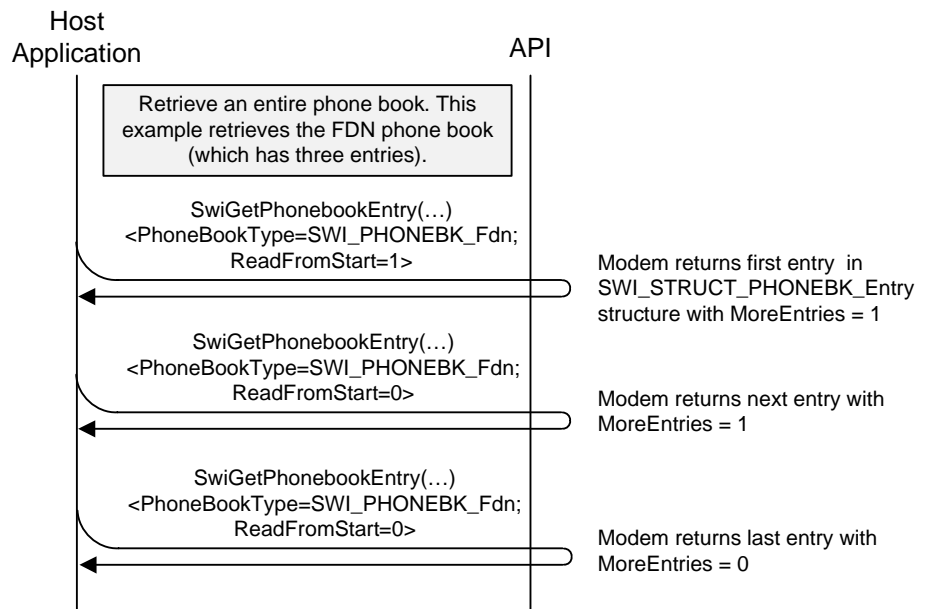 Host
Application
API
Retrieve an entire phone book. This
example retrieves the FDN phone book
(which has three entries).
SwiGetPhonebookEntry(…)
<PhoneBookType=SWI_PHONEBK_Fdn;
ReadFromStart=1>
Modem returns first entry in
SWI_STRUCT_PHONEBK_Entry
structure with MoreEntries = 1
SwiGetPhonebookEntry(…)
<PhoneBookType=SWI_PHONEBK_Fdn;
ReadFromStart=0>
Modem returns next entry with
MoreEntries = 1
SwiGetPhonebookEntry(…)
<PhoneBookType=SWI_PHONEBK_Fdn;
ReadFromStart=0>
Modem returns last entry with
MoreEntries = 0